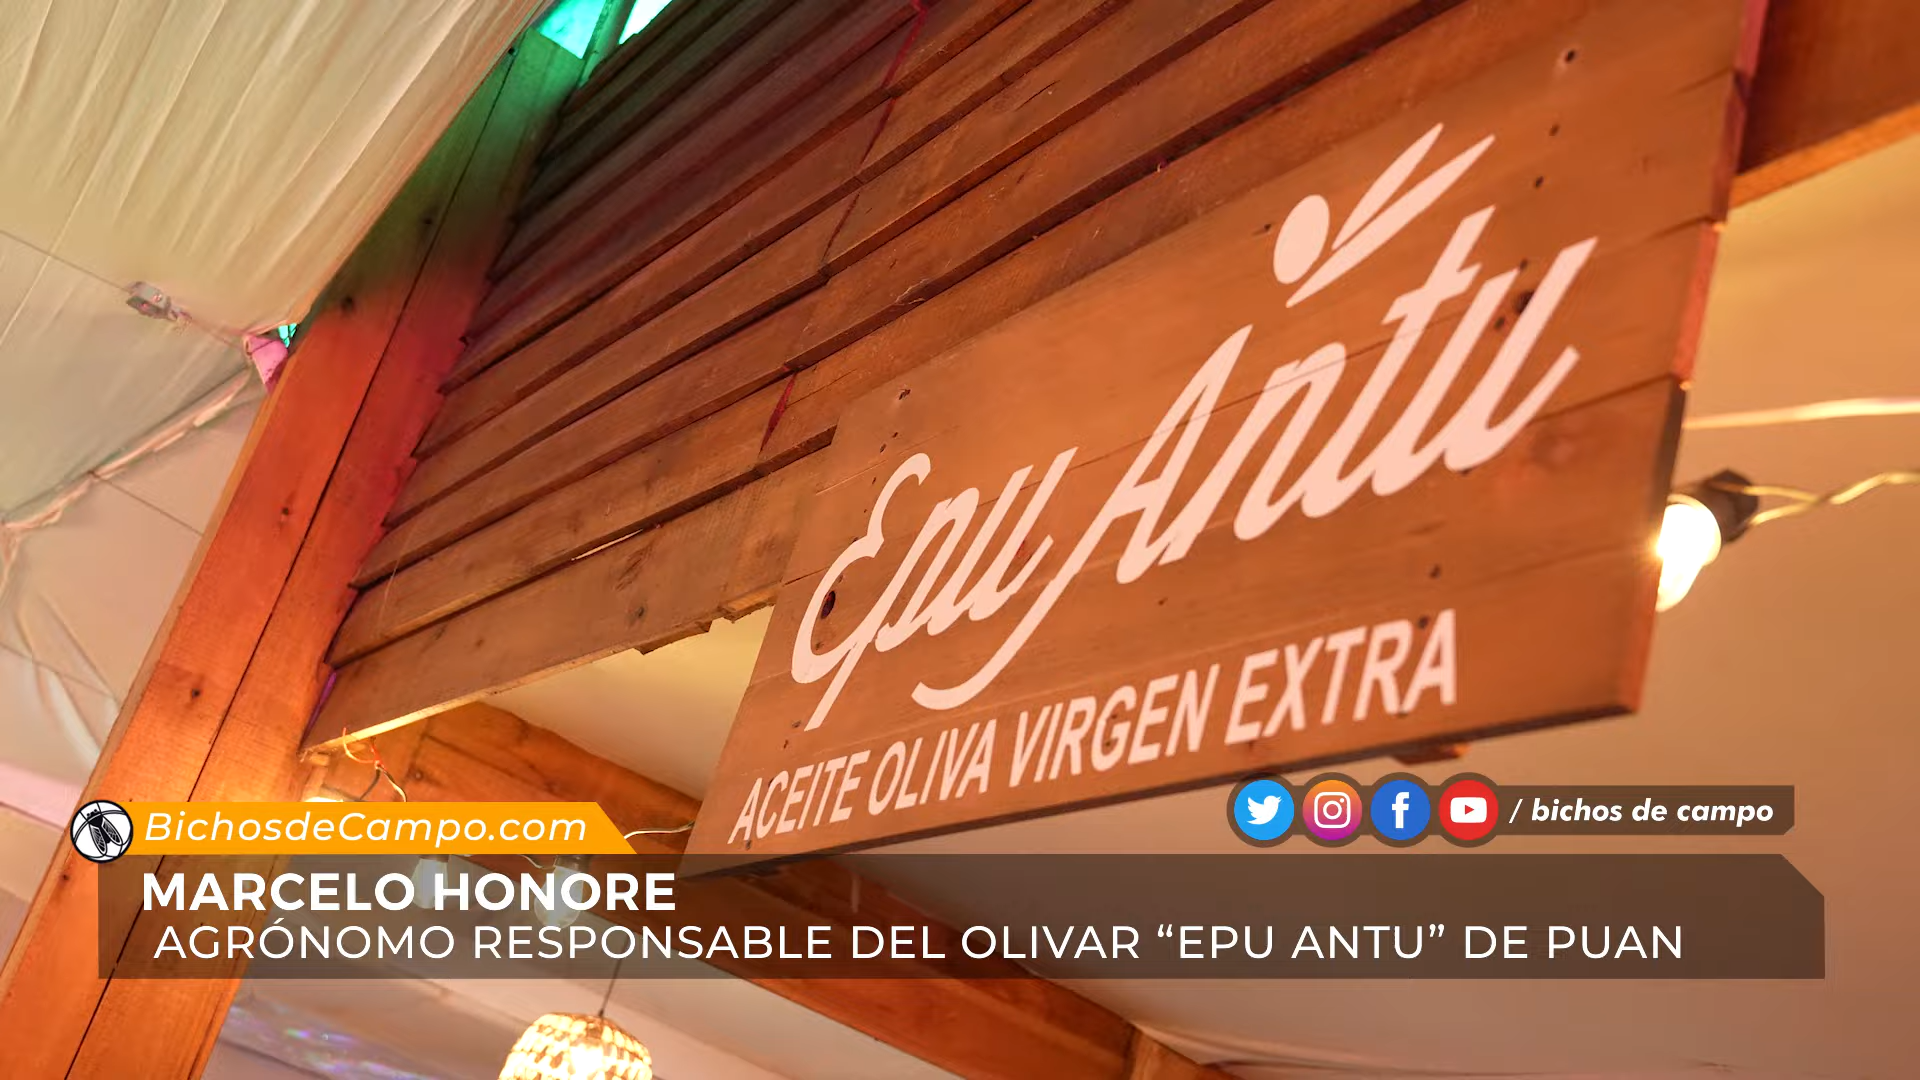 Epu Antu
ACEITE OLIVA VIRGEN EXTRA
BichosdeCampo.com
/ bichos de campo
MARCELO HONORE
AGRÓNOMO RESPONSABLE DEL OLIVAR “EPU ANTU” DE PUAN